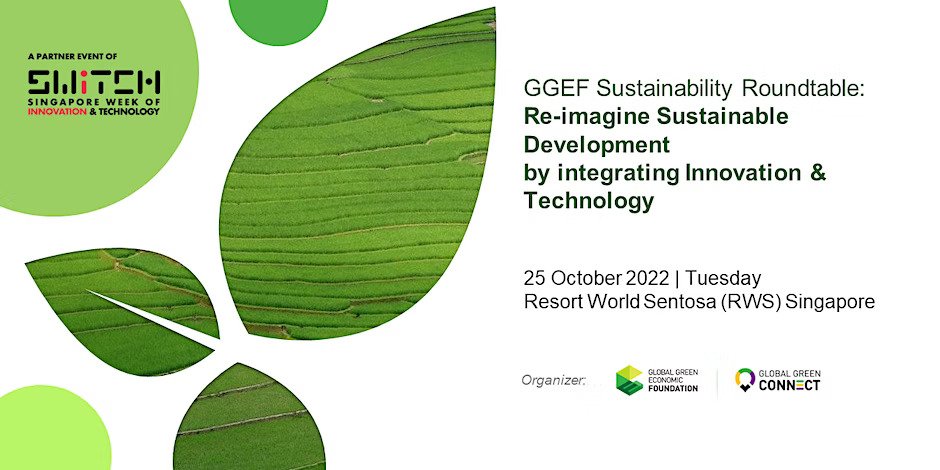 A PARTNER EVENT OF
SWiTCH
SINGAPORE WEEK OF
INNOVATION & TECHNOLOGY
GGEF Sustainability Roundtable:
Re-imagine Sustainable
Development
by integrating Innovation &
Technology
25 October 2022 | Tuesday
Resort World Sentosa (RWS) Singapore
Organizer:
GLOBAL GREEN
ECONOMIC
FOUNDATION
GLOBAL GREEN
CONNECT